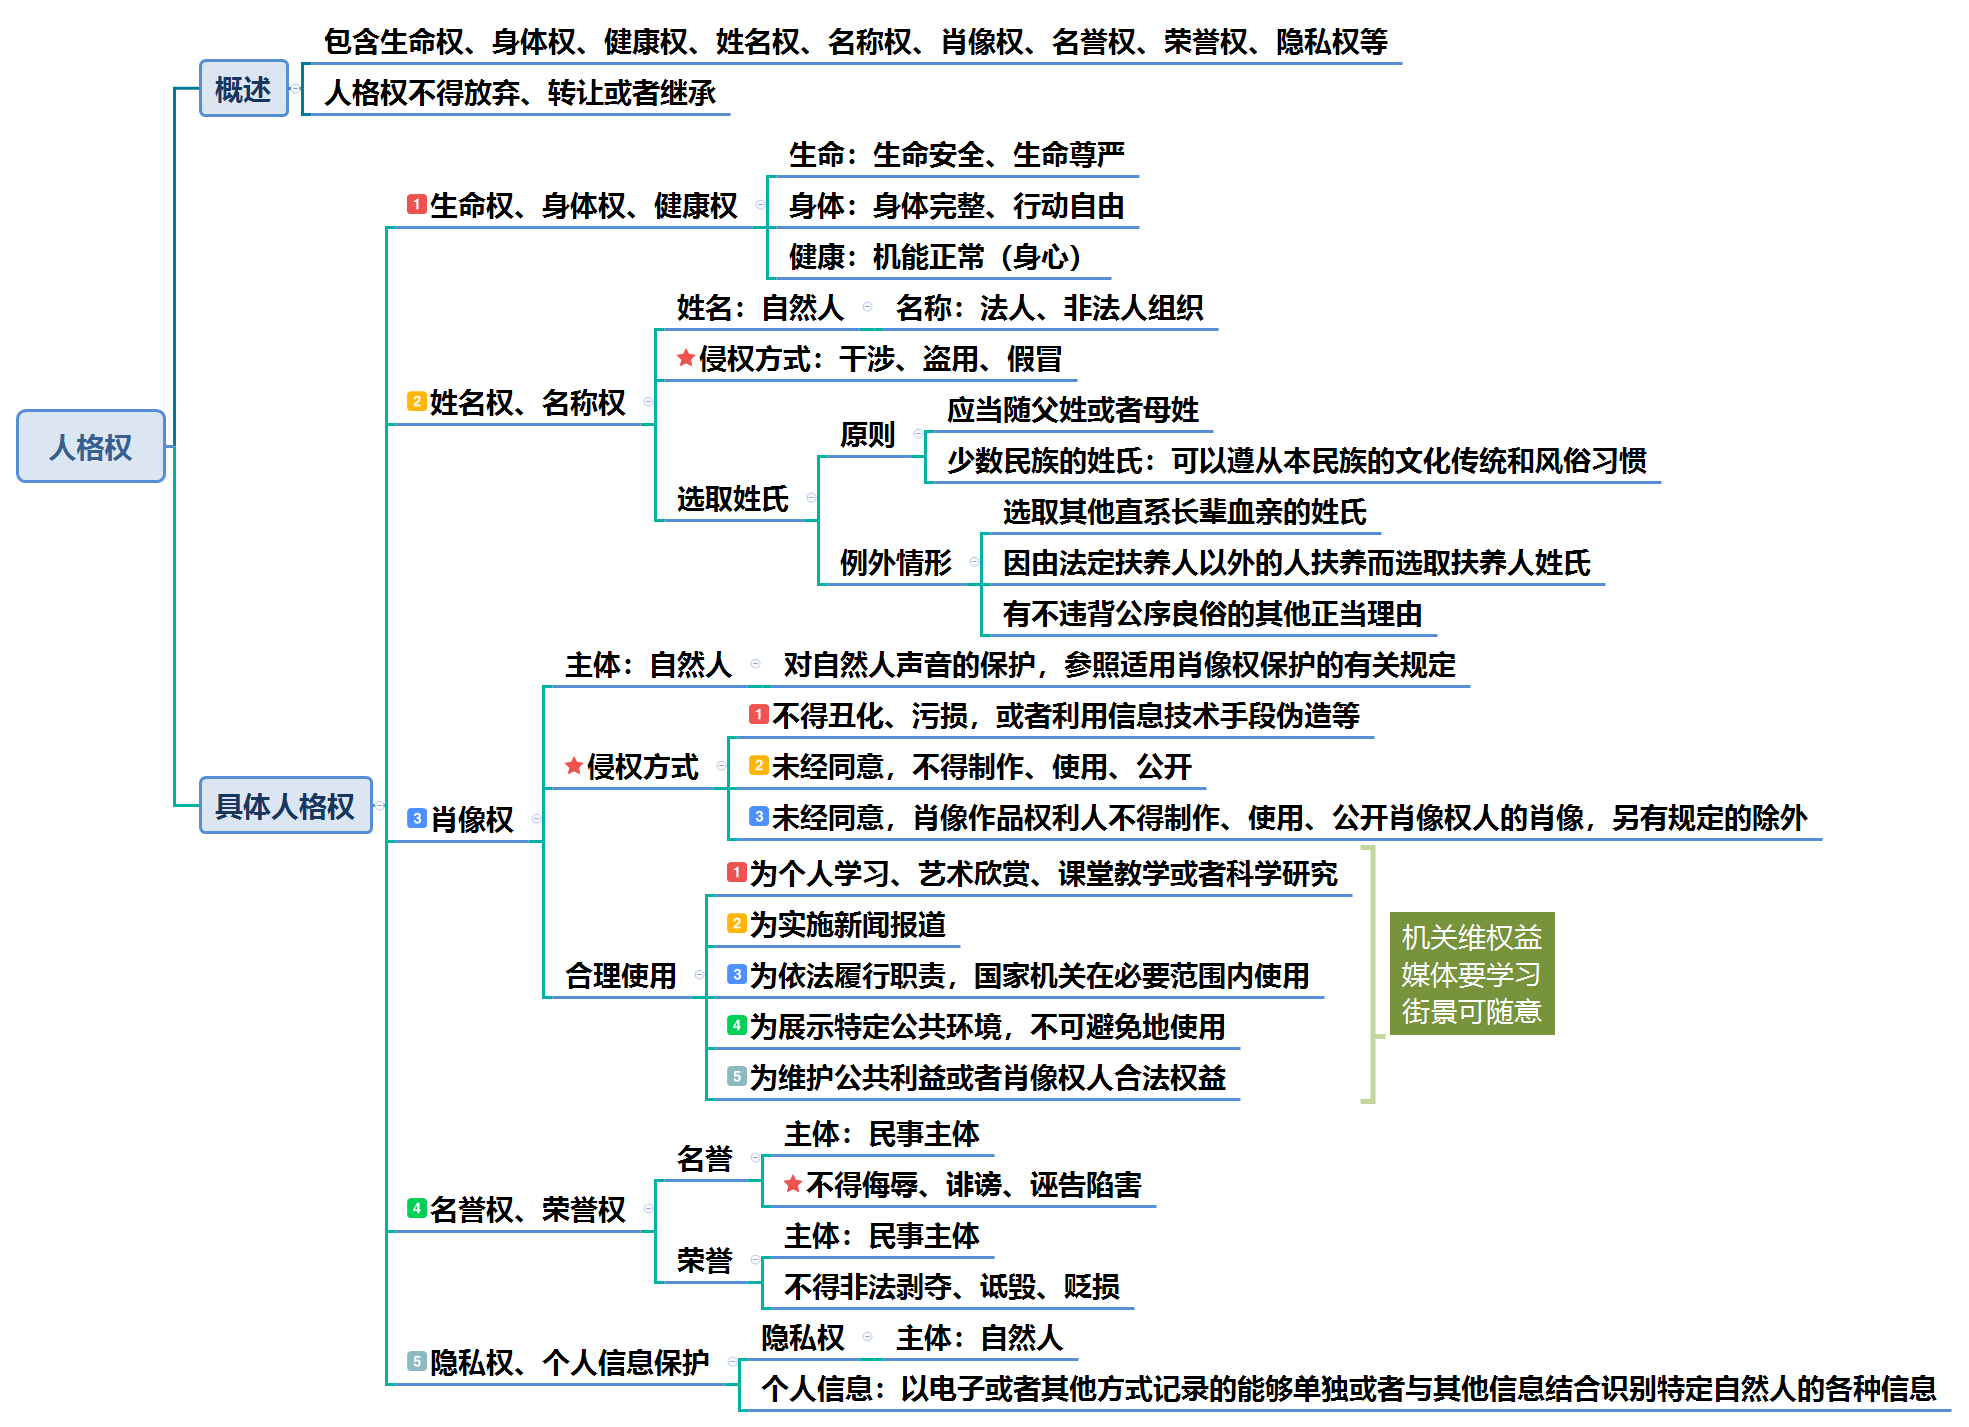 人格权
概述
包含生命权、身体权、健康权、姓名权、名称权、肖像权、名誉权、荣誉权、隐私权等
人格权不得放弃、转让或者继承
具体人格权
1 生命权、身体权、健康权
生命：生命安全、生命尊严
身体：身体完整、行动自由
健康：机能正常（身心）
2 姓名权、名称权
姓名：自然人
名称：法人、非法人组织
侵权方式：干涉、盗用、假冒
选取姓氏
原则
应当随父姓或者母姓
少数民族的姓氏：可以遵从本民族的文化传统和风俗习惯
例外情形
选取其他直系长辈血亲的姓氏
因由法定扶养人以外的人扶养而选取扶养人姓氏
有不违背公序良俗的其他正当理由
3 肖像权
主体：自然人
对自然人声音的保护，参照适用肖像权保护的有关规定
侵权方式
1 不得丑化、污损，或者利用信息技术手段伪造等
2 未经同意，不得制作、使用、公开
3 未经同意，肖像作品权利人不得制作、使用、公开肖像权人的肖像，另有规定的除外
合理使用
1 为个人学习、艺术欣赏、课堂教学或者科学研究
2 为实施新闻报道
3 为依法履行职责，国家机关在必要范围内使用
4 为展示特定公共环境，不可避免地使用
5 为维护公共利益或者肖像权人合法权益
机关维权益
媒体要学习
街景可随意
4 名誉权、荣誉权
名誉
主体：民事主体
不得侮辱、诽谤、诬告陷害
荣誉
主体：民事主体
不得非法剥夺、诋毁、贬损
5 隐私权、个人信息保护
隐私权
主体：自然人
个人信息：以电子或者其他方式记录的能够单独或者与其他信息结合识别特定自然人的各种信息